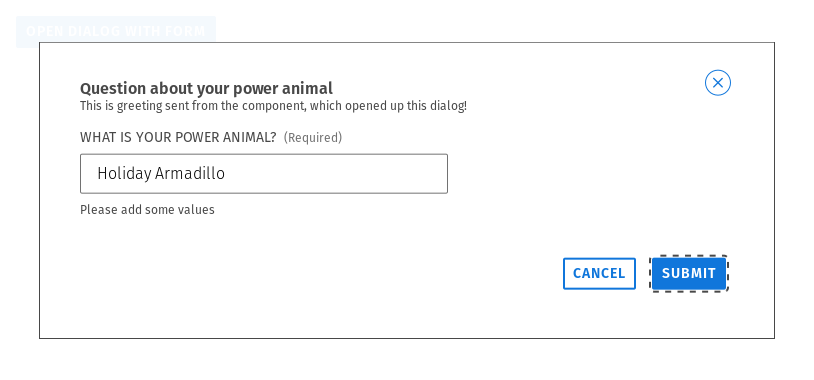 OPEN DIALOG WITH FORM
Question about your power animal
This is greeting sent from the component, which opened up this dialog!
WHAT IS YOUR POWER ANIMAL? (Required)
Holiday Armadillo
Please add some values
CANCEL SUBMIT